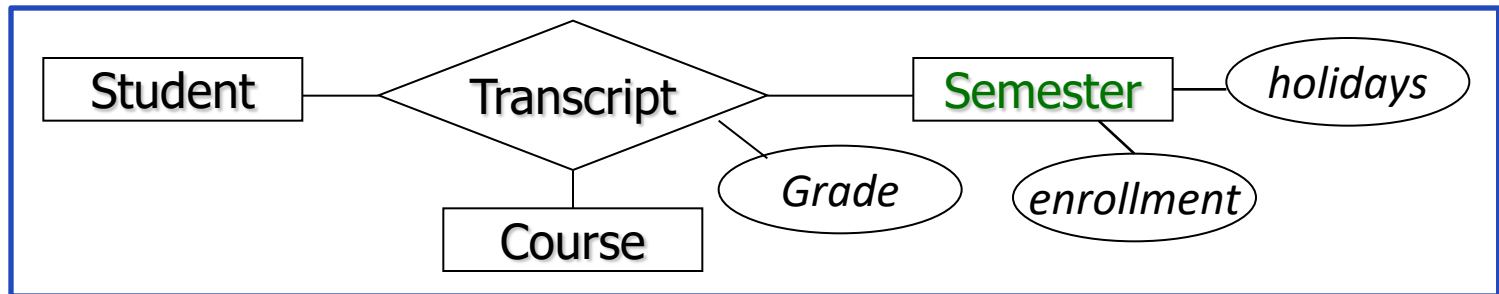 Student
Transcript
Semester
holidays
Grade
enrollment
Course